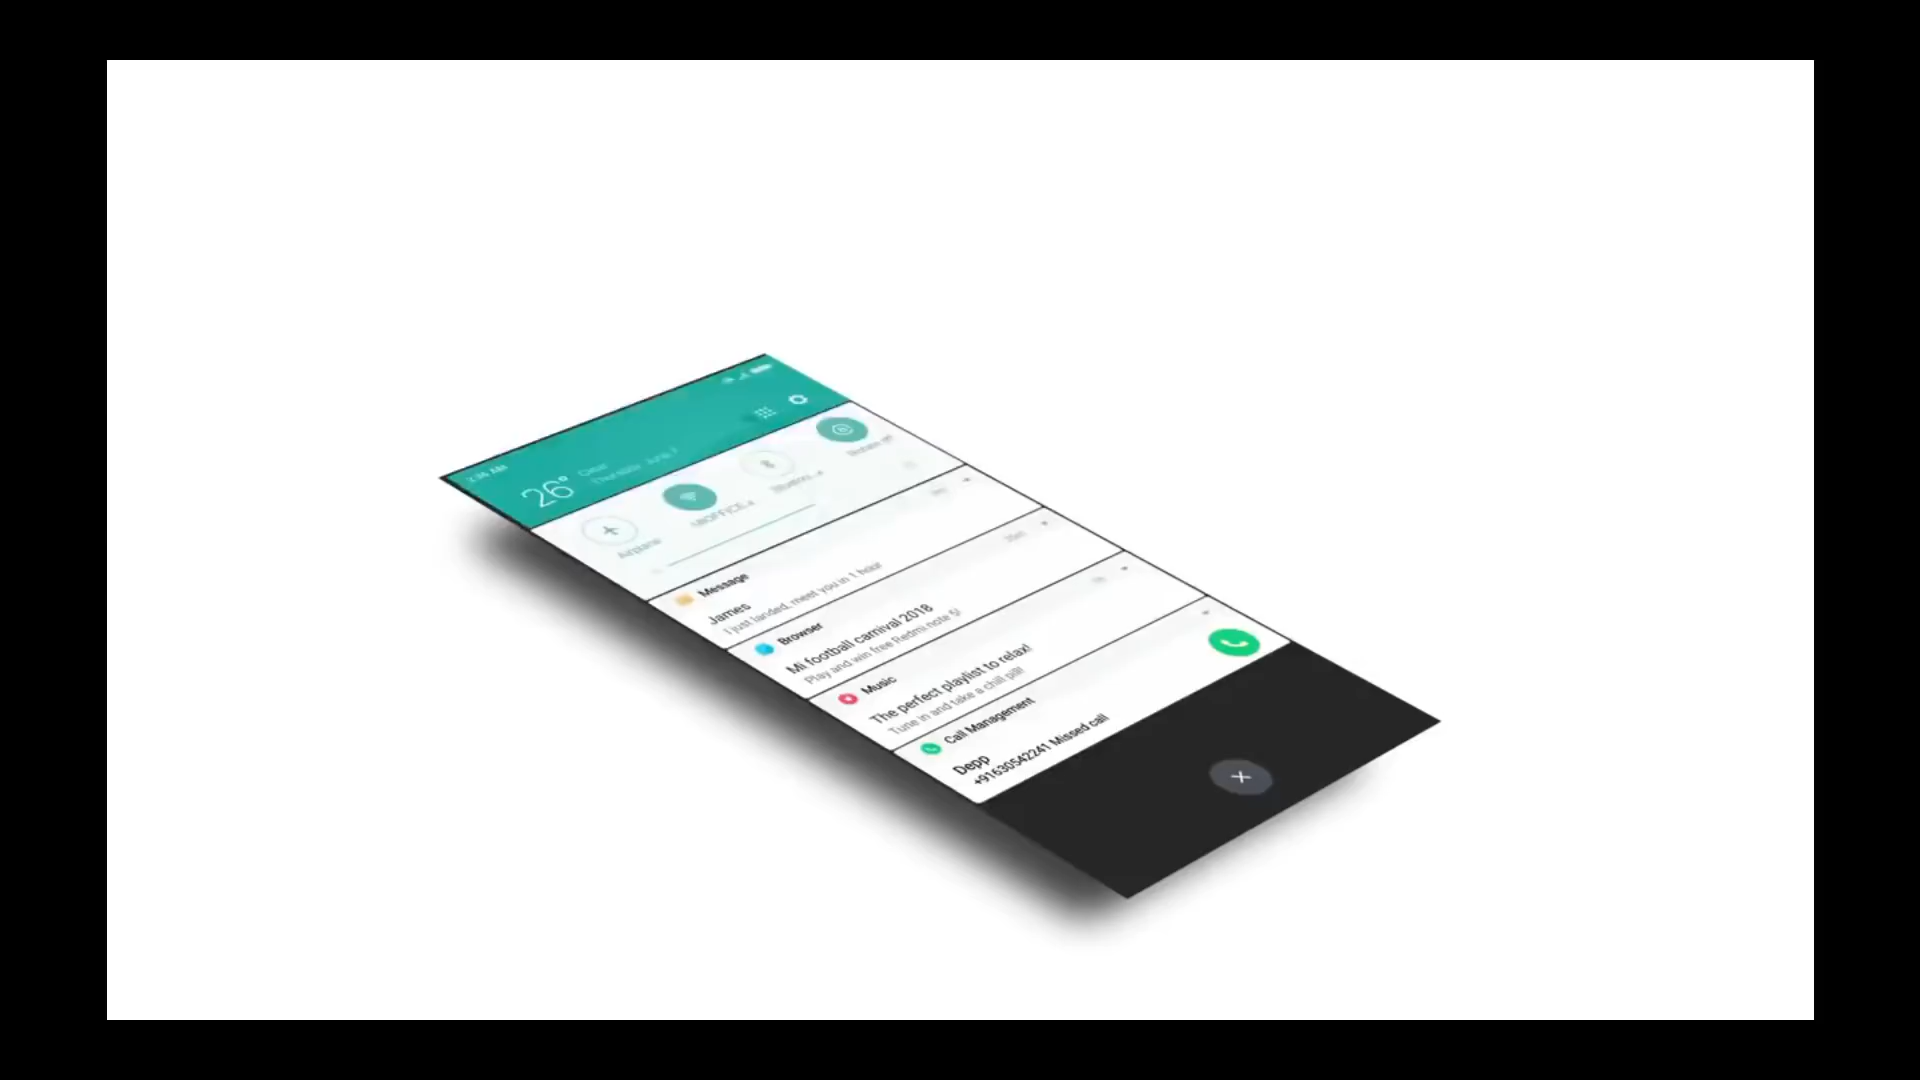 26°
Airplane
Message
James
I just landed, meet you in 1 hour
Browser
Mi football carnival 2018
Play and win free Redmi note 5!
Music
The perfect playlist to relax!
Tune in and take a chill pill!
Call Management
Depp
+91630542241 Missed call